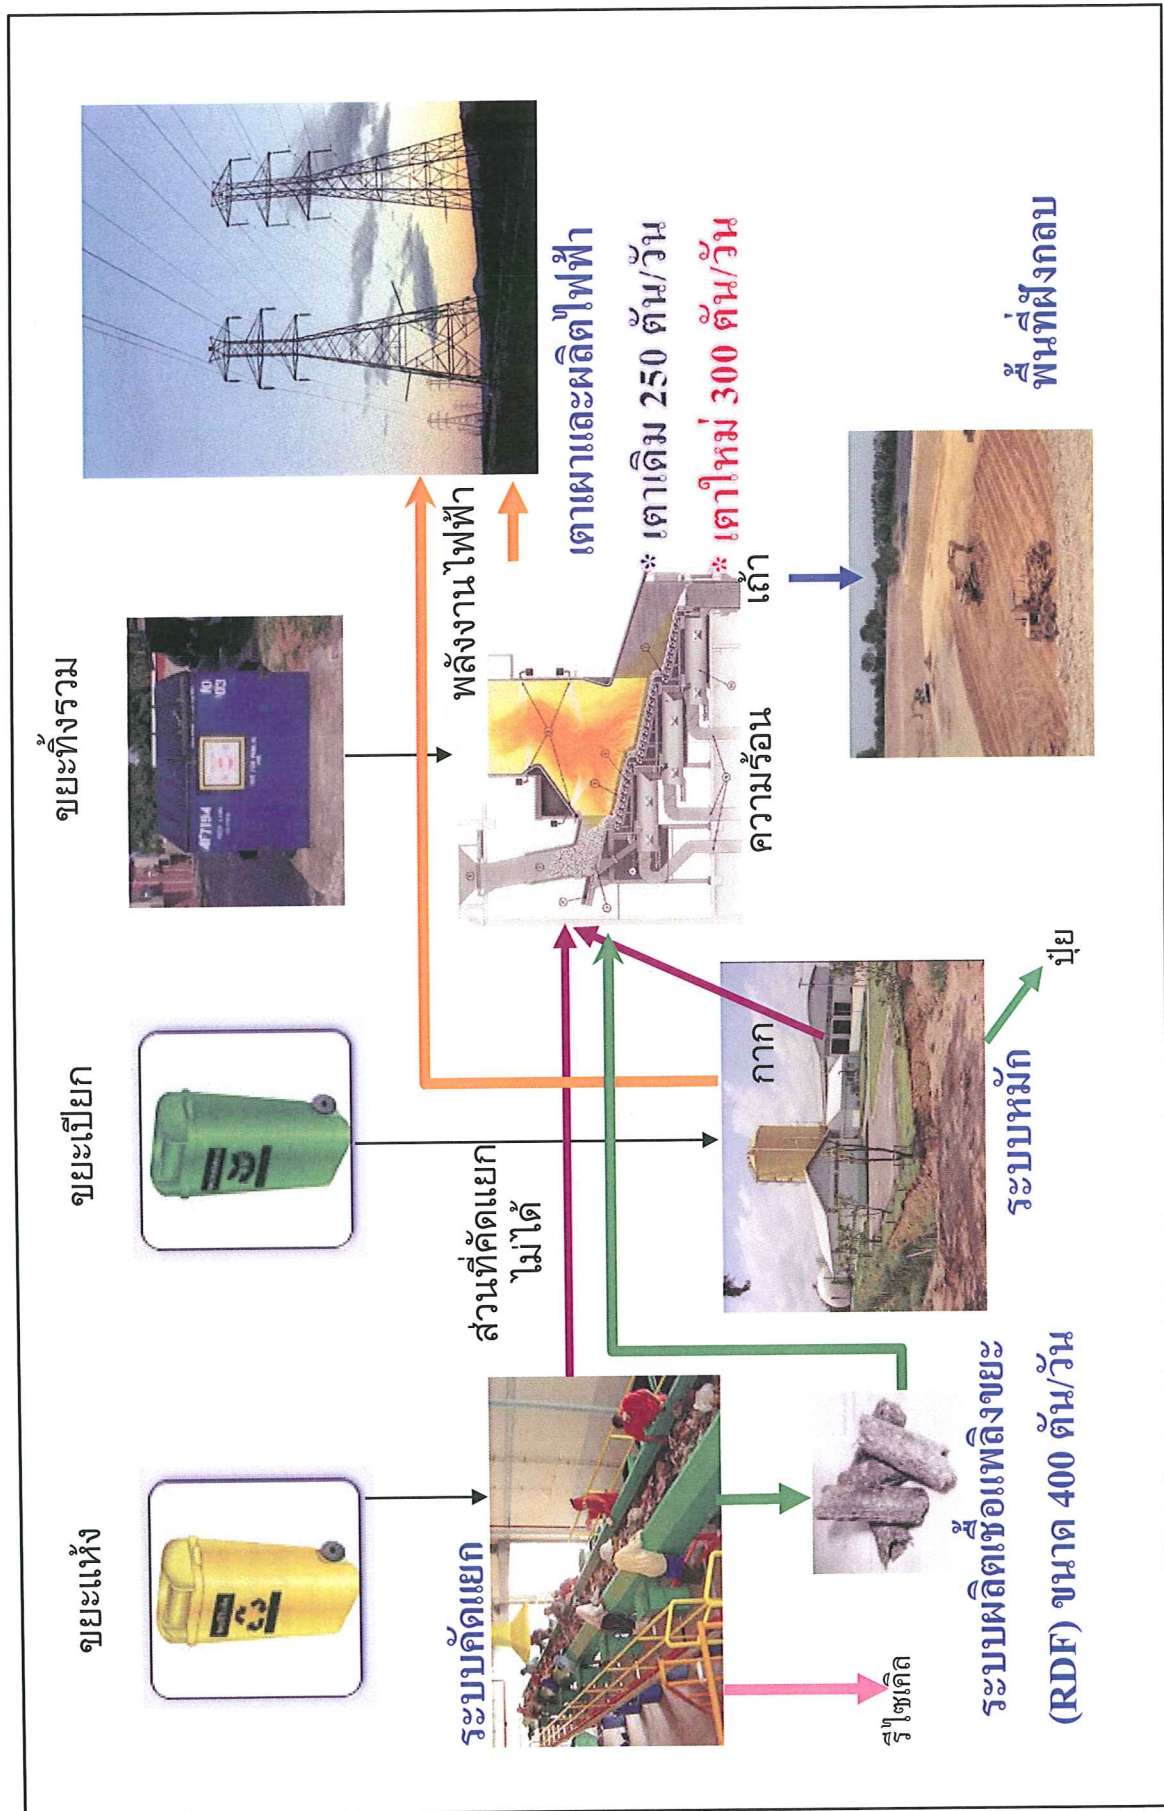 ขยะแห้ง
ขยะเปียก
ขยะทิ้งรวม
ระบบคัดแยก
ส่วนที่คัดแยก
ไม่ได้
พลังงานไฟฟ้า
เตาเผาและผลิตไฟฟ้า
* เตาเดิม 250 ตัน/วัน
* เตาใหม่ 300 ตัน/วัน
กาก
ความร้อน
เถ้า
รีไซเคิล
ระบบผลิตเชื้อเพลิงขยะ
(RDF) ขนาด 400 ตัน/วัน
ระบบหมัก
ปุ๋ย
พื้นที่ฝังกลบ